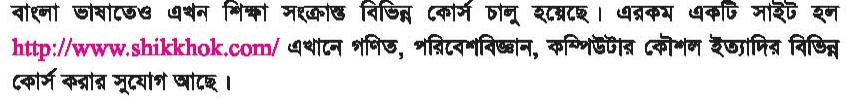 বাংলা ভাষাতেও এখন শিক্ষা সংক্রান্ত বিভিন্ন কোর্স চালু হয়েছে। এরকম একটি সাইট হল
http://www.shikkhok.com/ এখানে গণিত, পরিবেশবিজ্ঞান, কম্পিউটার কৌশল ইত্যাদির বিভিন্ন
কোর্স করার সুযোগ আছে।